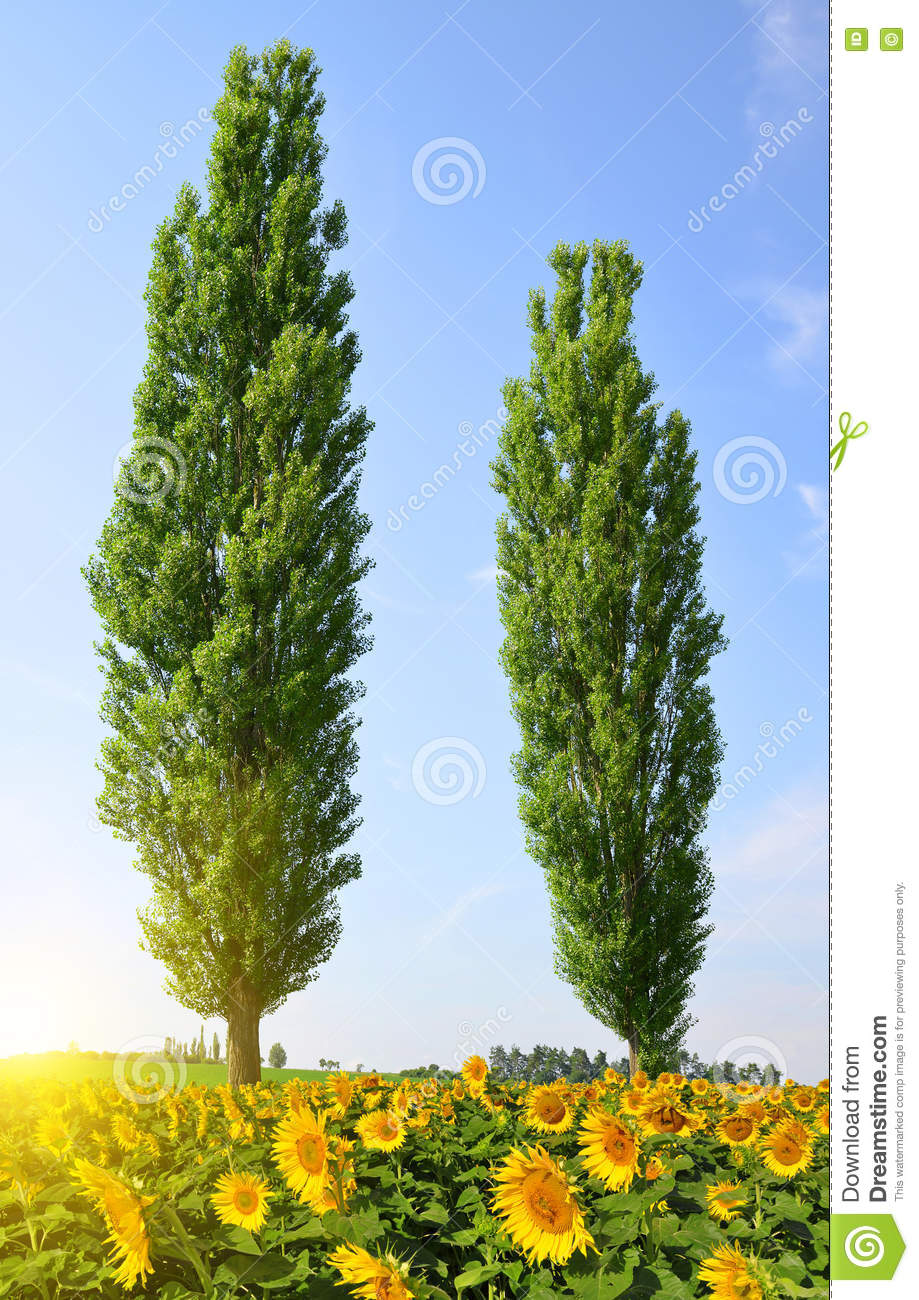 dreamstime
dreamstime
dreamstime
dreamstime
dreamstime
dreamstime
ID
©
Download from
Dreamstime.com
This watermarked comp image is for previewing purposes only.